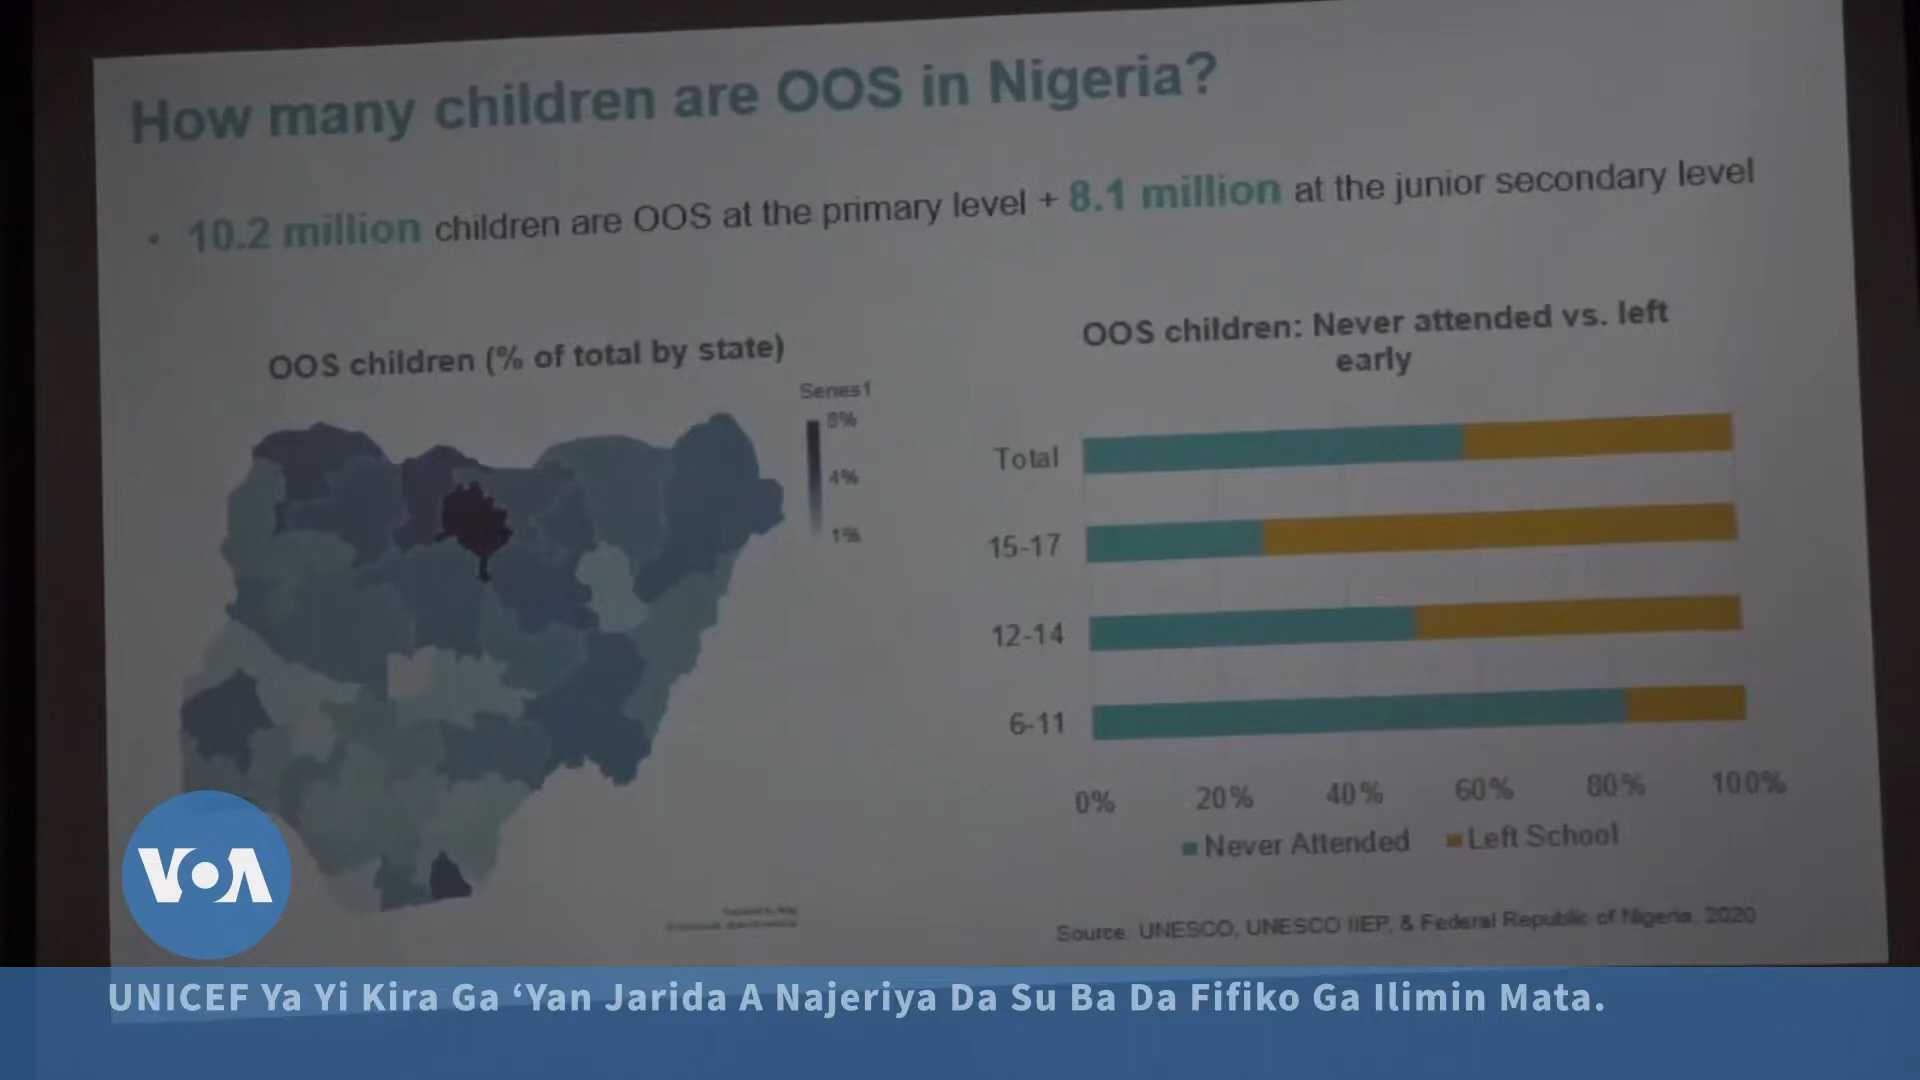 How many children are OOS in Nigeria?
• 10.2 million children are OOS at the primary level + 8.1 million at the junior secondary level
OOS children (% of total by state)
Series1
8%
4%
1%
OOS children: Never attended vs. left
early
Total
15-17
12-14
6-11
0% 20% 40% 60% 80% 100%
Never Attended Left School
Source: UNESCO, UNESCO IIEP, & Federal Republic of Nigeria, 2020
VOA
UNICEF Ya Yi Kira Ga ‘Yan Jarida A Najeriya Da Su Ba Da Fifiko Ga Ilimin Mata.